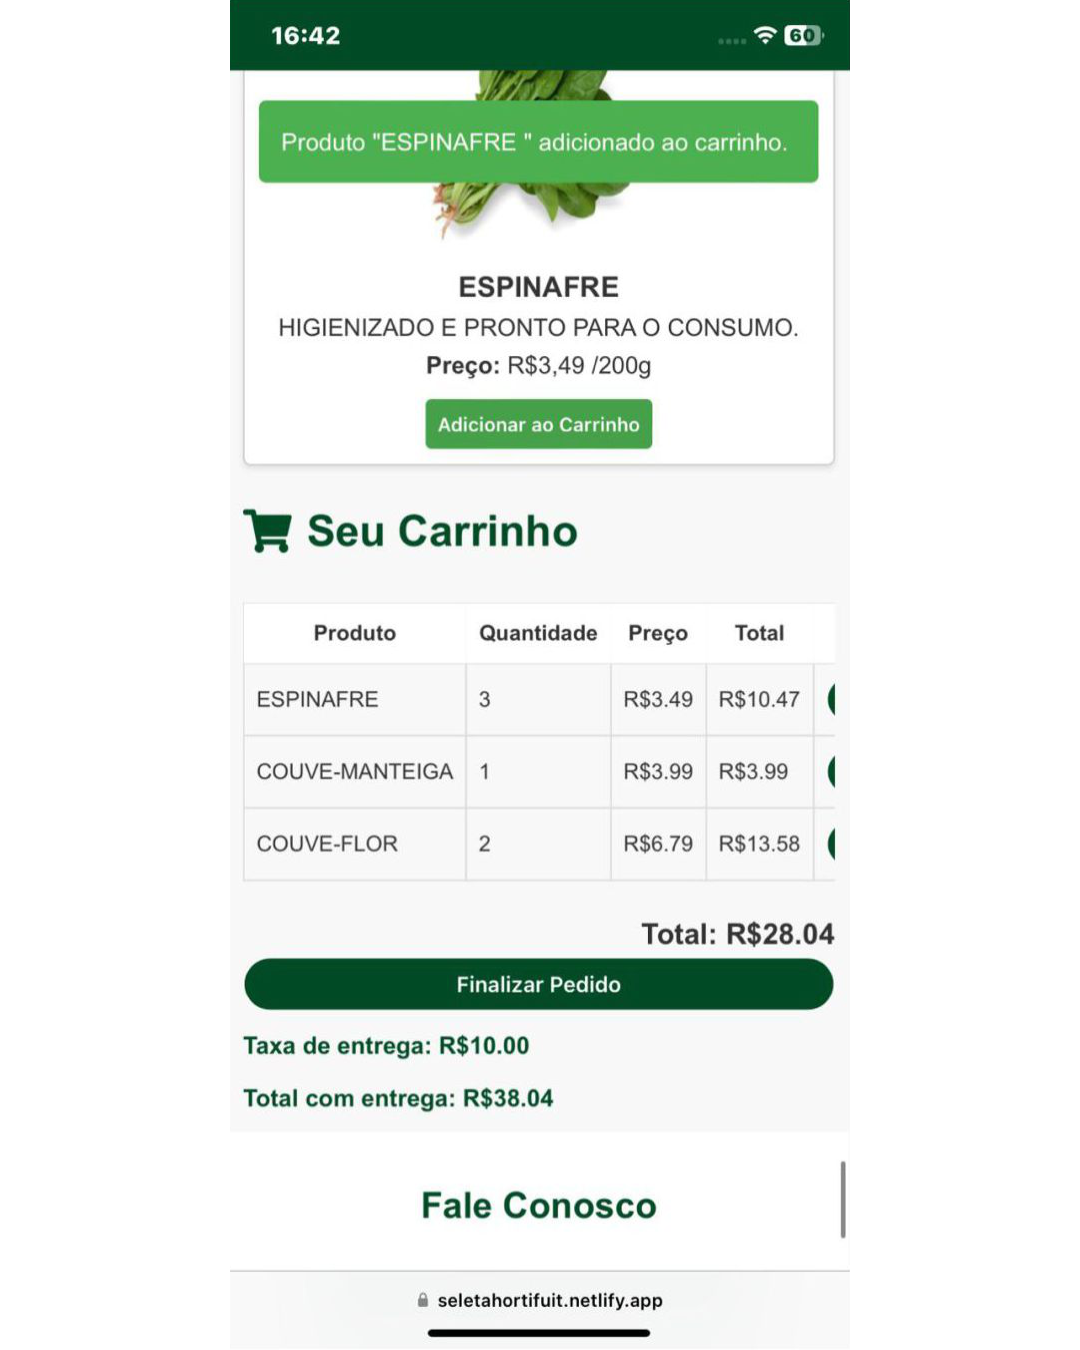 16:42
60
Produto "ESPINAFRE " adicionado ao carrinho.
ESPINAFRE
HIGIENIZADO E PRONTO PARA O CONSUMO.
Preço: R$3,49 /200g
Adicionar ao Carrinho
Seu Carrinho
Produto Quantidade Preço Total
ESPINAFRE 3 R$3.49 R$10.47
COUVE-MANTEIGA 1 R$3.99 R$3.99
COUVE-FLOR 2 R$6.79 R$13.58
Total: R$28.04
Finalizar Pedido
Taxa de entrega: R$10.00
Total com entrega: R$38.04
Fale Conosco
seletahortifuit.netlify.app